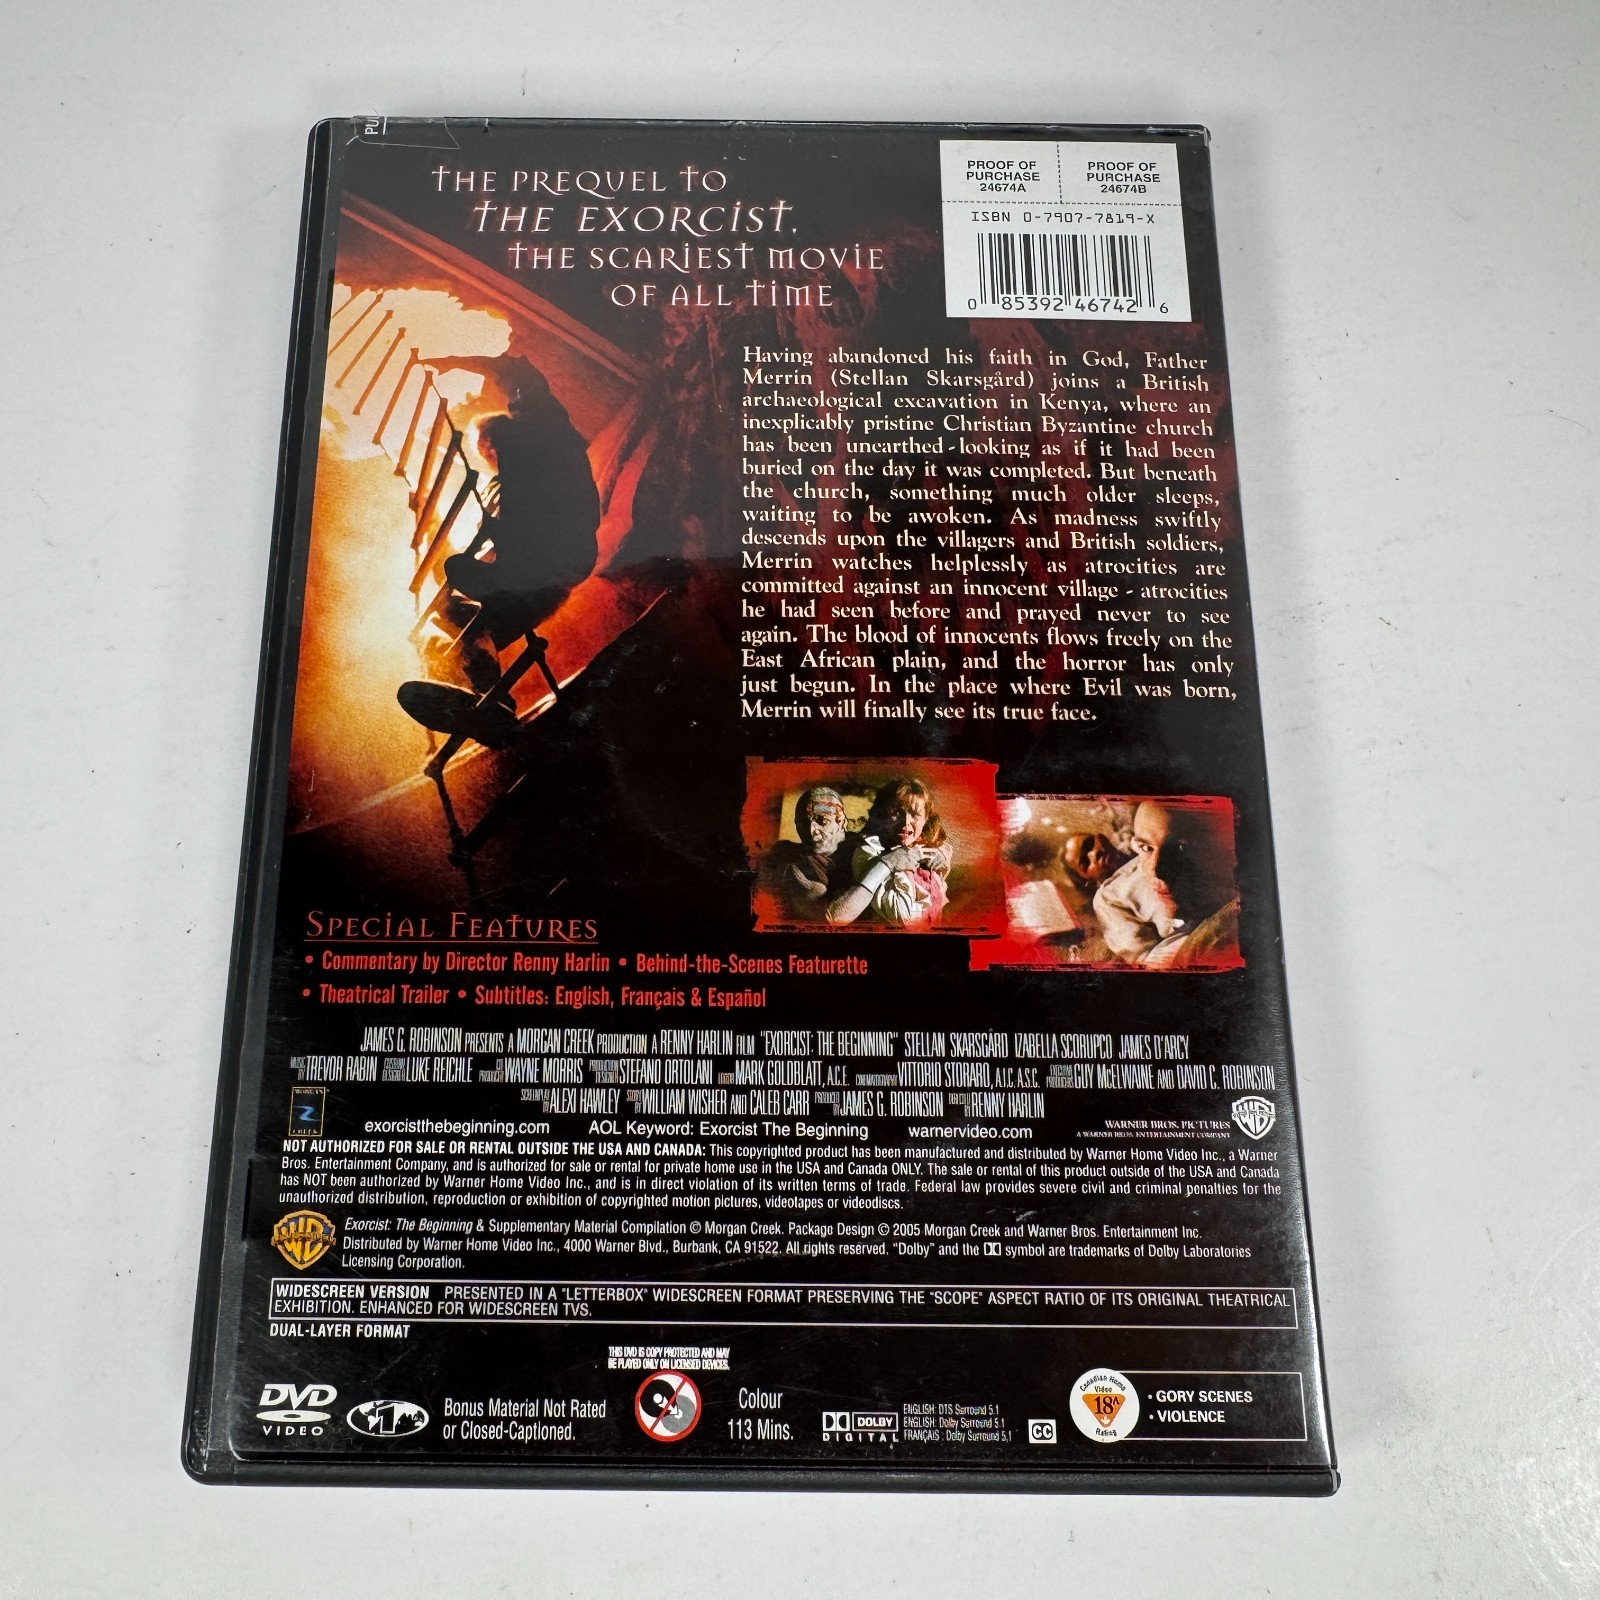 PU
THE PREQUEL TO
THE EXORCIST,
THE SCARIEST MOVIE
OF ALL TIME
PROOF OF
PURCHASE
24674A
PROOF OF
PURCHASE
24674B
ISBN 0-7907-7819-X
0 85392 46742 6
Having abandoned his faith in God, Father
Merrin (Stellan Skarsgård) joins a British
archaeological excavation in Kenya, where an
inexplicably pristine Christian Byzantine church
has been unearthed - looking as if it had been
buried on the day it was completed. But beneath
the church, something much older sleeps,
waiting to be awoken. As madness swiftly
descends upon the villagers and British soldiers,
Merrin watches helplessly as atrocities are
committed against an innocent village - atrocities
he had seen before and prayed never to see
again. The blood of innocents flows freely on the
East African plain, and the horror has only
just begun. In the place where Evil was born,
Merrin will finally see its true face.
SPECIAL FEATURES
• Commentary by Director Renny Harlin • Behind-the-Scenes Featurette
• Theatrical Trailer • Subtitles: English, Français & Español
JAMES G. ROBINSON PRESENTS A MORGAN CREEK PRODUCTION A RENNY HARLIN FILM "EXORCIST: THE BEGINNING" STELLAN SKARSGÅRD IZABELLA SCORUPCO JAMES D'ARCY
MUSIC BY TREVOR RABIN COSTUME DESIGNER LUKE REICHLE CO PRODUCER WAYNE MORRIS PRODUCTION DESIGNER STEFANO ORTOLANI EDITOR MARK GOLDBLATT, A.C.E. CINEMATOGRAPHY VITTORIO STORARO, A.I.C. A.S.C. EXECUTIVE PRODUCERS GUY McELWAINE AND DAVID C. ROBINSON
SCREENPLAY BY ALEXI HAWLEY STORY BY WILLIAM WISHER AND CALEB CARR PRODUCED BY JAMES G. ROBINSON DIRECTED BY RENNY HARLIN
MORGAN CREEK
exorcistthebeginning.com AOL Keyword: Exorcist The Beginning warnervideo.com
WARNER BROS. PICTURES
A WARNER BROS. ENTERTAINMENT COMPANY
NOT AUTHORIZED FOR SALE OR RENTAL OUTSIDE THE USA AND CANADA: This copyrighted product has been manufactured and distributed by Warner Home Video Inc., a Warner
Bros. Entertainment Company, and is authorized for sale or rental for private home use in the USA and Canada ONLY. The sale or rental of this product outside of the USA and Canada
has NOT been authorized by Warner Home Video Inc., and is in direct violation of its written terms of trade. Federal law provides severe civil and criminal penalties for the
unauthorized distribution, reproduction or exhibition of copyrighted motion pictures, videotapes or videodiscs.
Exorcist: The Beginning & Supplementary Material Compilation © Morgan Creek. Package Design © 2005 Morgan Creek and Warner Bros. Entertainment Inc.
Distributed by Warner Home Video Inc., 4000 Warner Blvd., Burbank, CA 91522. All rights reserved. "Dolby" and the symbol are trademarks of Dolby Laboratories
Licensing Corporation.
WIDESCREEN VERSION PRESENTED IN A "LETTERBOX" WIDESCREEN FORMAT PRESERVING THE "SCOPE" ASPECT RATIO OF ITS ORIGINAL THEATRICAL
EXHIBITION. ENHANCED FOR WIDESCREEN TVS.
DUAL-LAYER FORMAT
THIS DVD IS COPY PROTECTED AND MAY
BE PLAYED ONLY ON LICENSED DEVICES.
DVD
VIDEO
1
Bonus Material Not Rated
or Closed-Captioned.
Colour
113 Mins.
DOLBY
DIGITAL
ENGLISH: DTS Surround 5.1
ENGLISH: Dolby Surround 5.1
FRANÇAIS: Dolby Surround 5.1
CC
Canadian Home
Video
18A
Rating
• GORY SCENES
• VIOLENCE